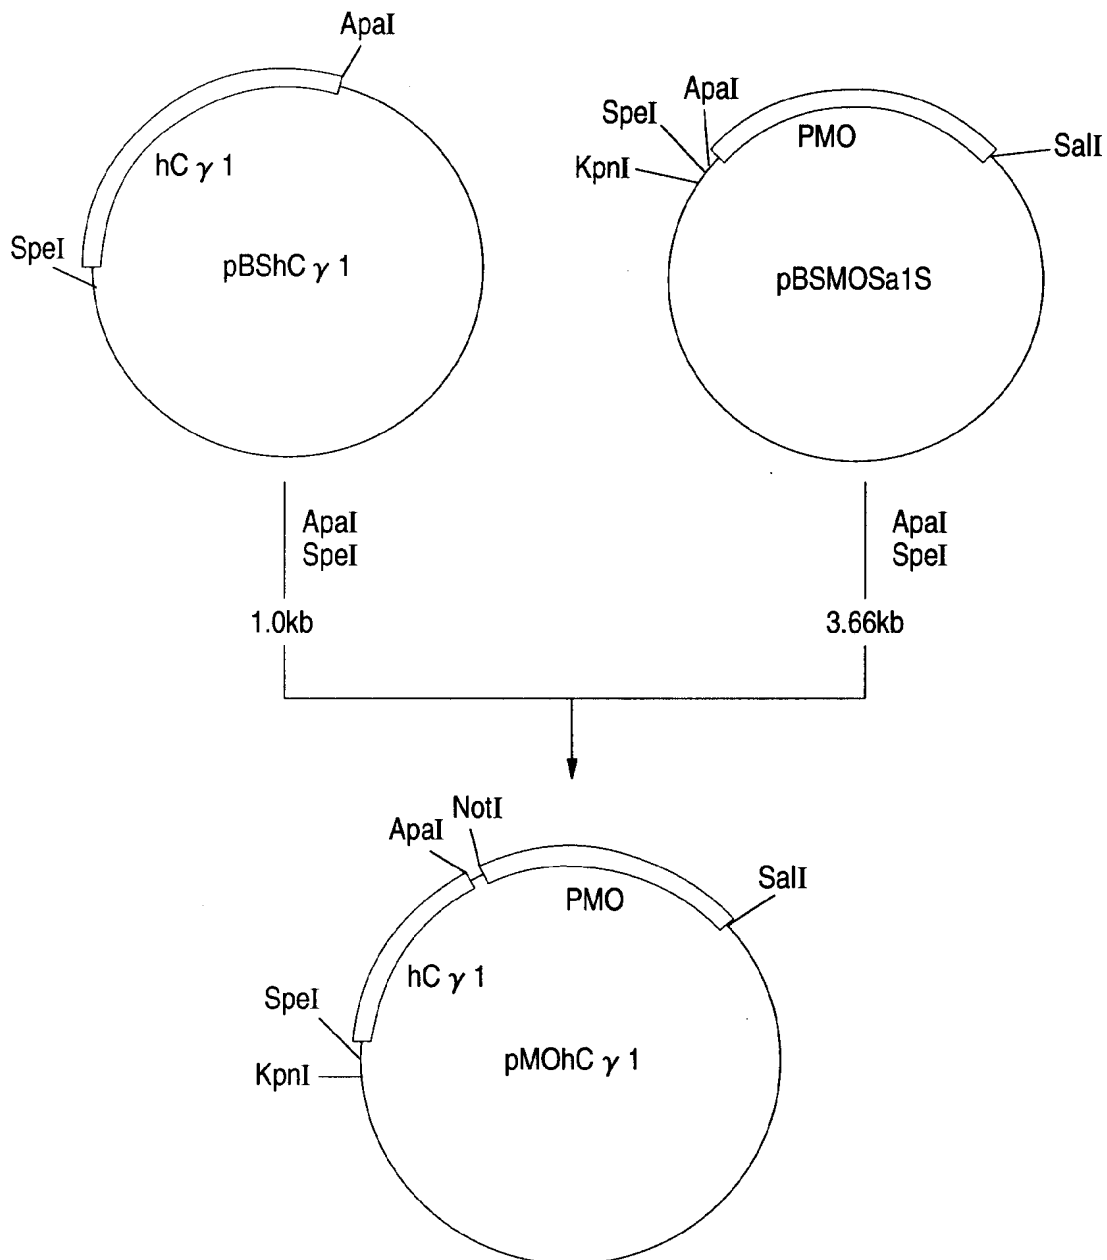 ApaI
hC γ 1
SpeI
pBShC γ 1
ApaI
SpeI
KpnI
PMO
SalI
pBSMOSa1S
ApaI
SpeI
1.0kb
ApaI
SpeI
3.66kb
NotI
ApaI
SalI
PMO
hC γ 1
SpeI
KpnI
pMOhC γ 1